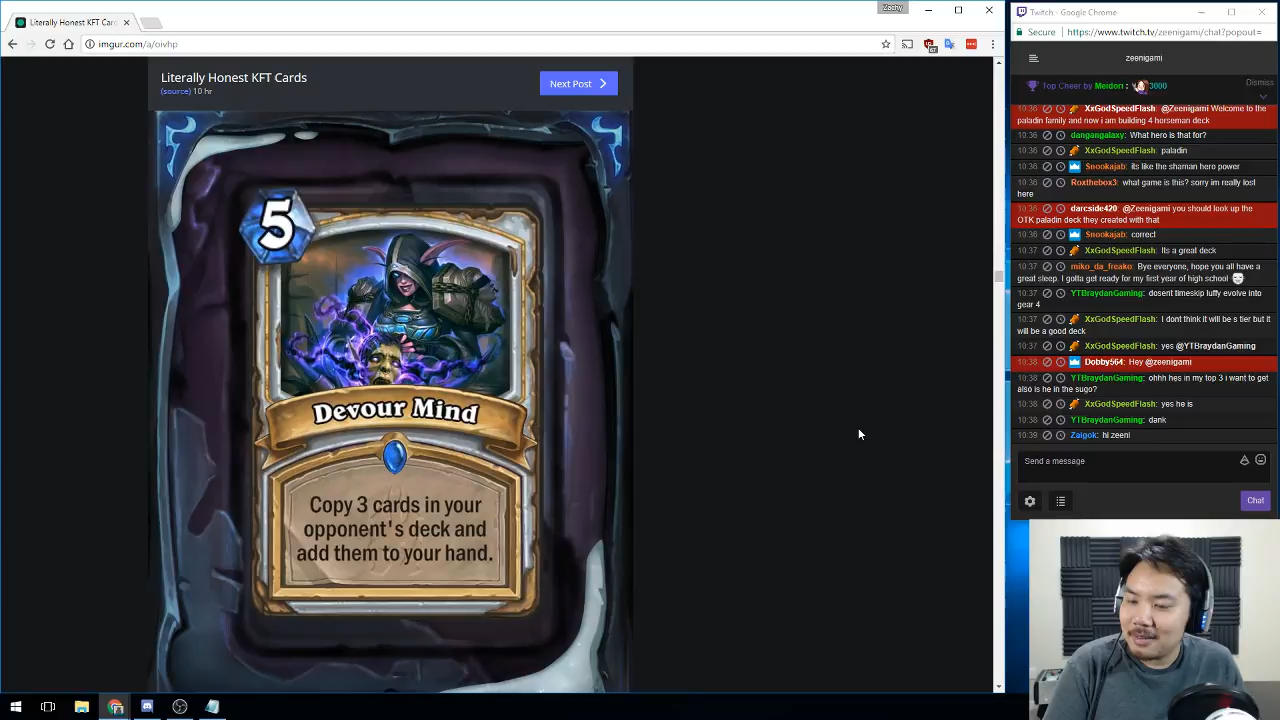 Literally Honest KFT Car
Zachy
imgur.com/a/oivhp
Literally Honest KFT Cards
(source) 10 hr
Next Post
5
Devour Mind
Copy 3 cards in your
opponent's deck and
add them to your hand.
Twitch - Google Chrome
Secure
https://www.twitch.tv/zeenigami/chat?popout=
zeenigami
Top Cheer by Meidori : 3000
Dismiss
10:36 XxGodSpeedFlash: @Zeenigami Welcome to the
paladin family and now i am building 4 horseman deck
10:36 dangangalaxy: What hero is that for?
10:36 XxGodSpeedFlash: paladin
10:36 Snookajab: its like the shaman hero power
10:36 Roxthebox3: what game is this? sorry im really lost
here
10:36 darcside420: @Zeenigami you should look up the
OTK paladin deck they created with that
10:36 Snookajab: correct
10:37 XxGodSpeedFlash: Its a great deck
10:37 miko_da_freako: Bye everyone, hope you all have a
great sleep. I gotta get ready for my first year of high school
10:37 YTBraydanGaming: dosent timeskip luffy evolve into
gear 4
10:37 XxGodSpeedFlash: I dont think it will be s tier but it
will be a good deck
10:37 XxGodSpeedFlash: yes @YTBraydanGaming
10:38 Dobby564: Hey @zeenigami
10:38 YTBraydanGaming: ohhh hes in my top 3 i want to get
also is he in the sugo?
10:38 XxGodSpeedFlash: yes he is
10:38 YTBraydanGaming: dank
10:39 Zaigok: hi zeeni
Send a message
Chat